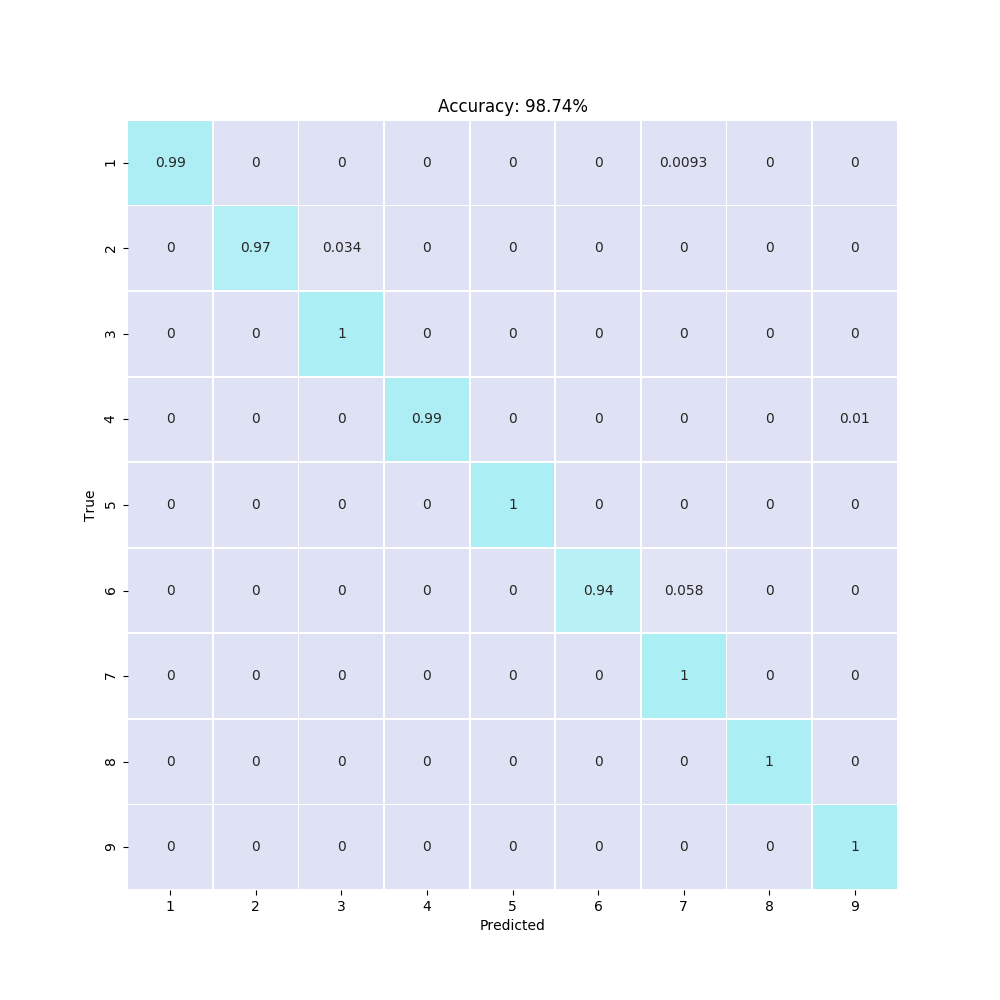 Accuracy: 98.74%
1 0.99 0 0 0 0 0 0.0093 0 0
2 0 0.97 0.034 0 0 0 0 0 0
3 0 0 1 0 0 0 0 0 0
4 0 0 0 0.99 0 0 0 0 0.01
True
5 0 0 0 0 1 0 0 0 0
6 0 0 0 0 0 0.94 0.058 0 0
7 0 0 0 0 0 0 1 0 0
8 0 0 0 0 0 0 0 1 0
9 0 0 0 0 0 0 0 0 1
1 2 3 4 5 6 7 8 9
Predicted